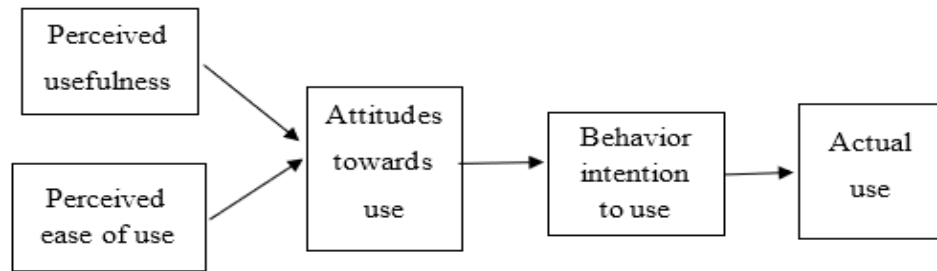 Perceived
usefulness
Perceived
ease of use
Attitudes
towards
use
Behavior
intention
to use
Actual
use